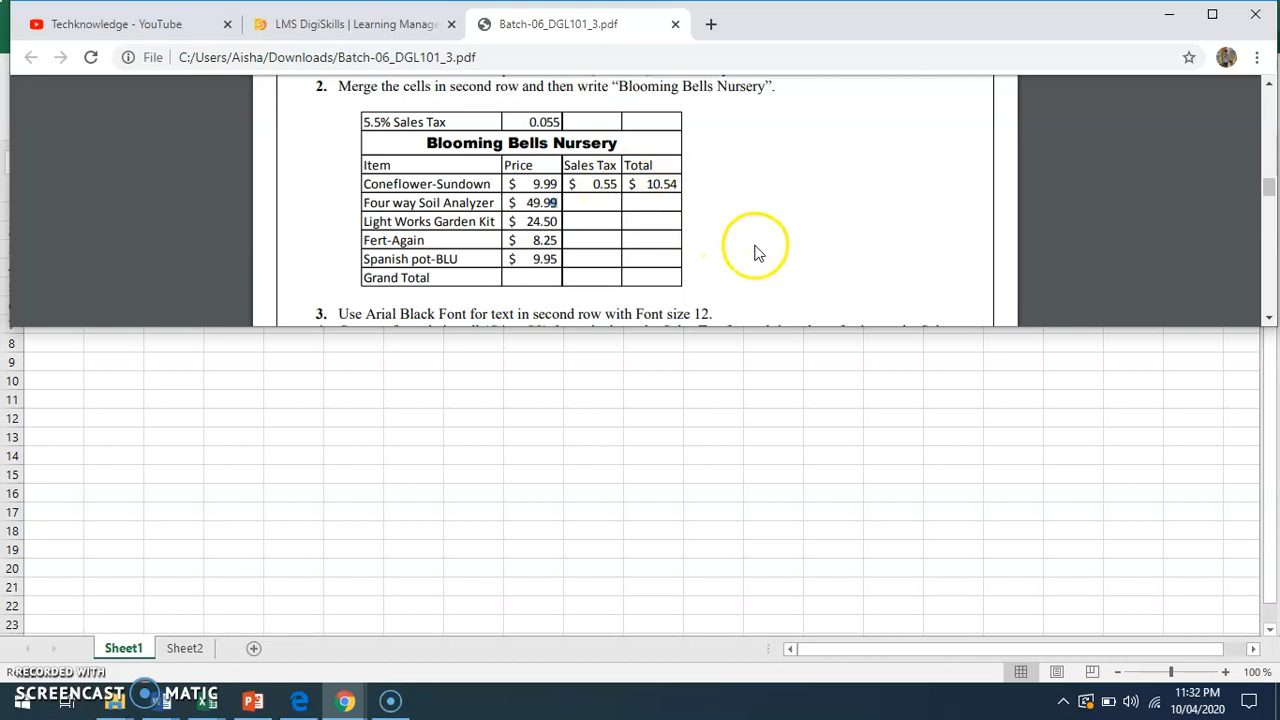 Techknowledge - YouTube
LMS DigiSkills | Learning Manage
Batch-06_DGL101_3.pdf
File C:/Users/Aisha/Downloads/Batch-06_DGL101_3.pdf
2. Merge the cells in second row and then write “Blooming Bells Nursery”.
5.5% Sales Tax 0.055
Blooming Bells Nursery
Item Price Sales Tax Total
Coneflower-Sundown $ 9.99 $ 0.55 $ 10.54
Four way Soil Analyzer $ 49.99
Light Works Garden Kit $ 24.50
Fert-Again $ 8.25
Spanish pot-BLU $ 9.95
Grand Total
3. Use Arial Black Font for text in second row with Font size 12.
8
9
10
11
12
13
14
15
16
17
18
19
20
21
22
23
Sheet1 Sheet2
100 %
RECORDED WITH
SCREENCAST MATIC
11:32 PM
10/04/2020